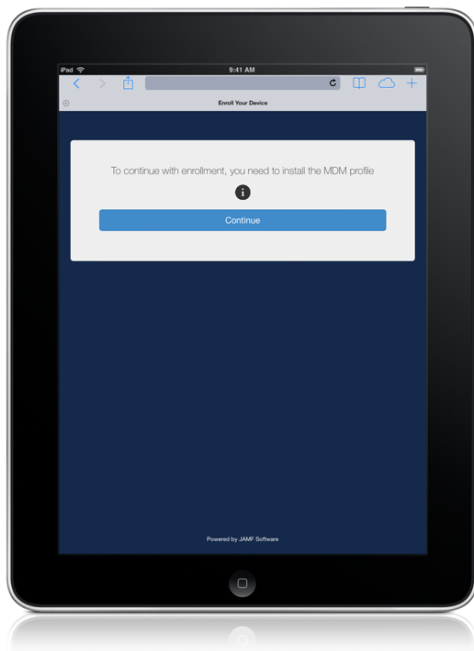 iPad
9:41 AM
Enroll Your Device
To continue with enrollment, you need to install the MDM profile
i
Continue
Powered by JAMF Software